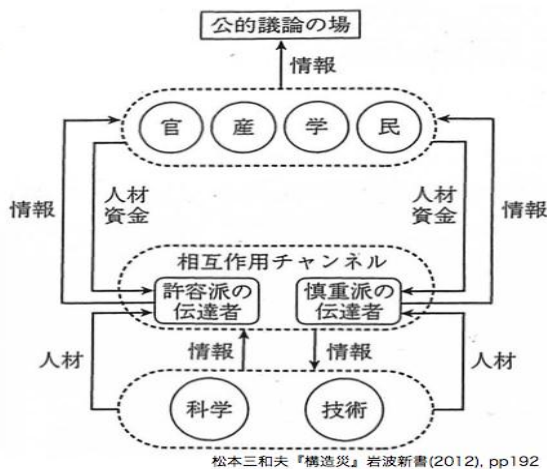 公的議論の場
情報
官 産 学 民
情報
人材
資金
人材
資金
情報
相互作用チャンネル
許容派の
伝達者
慎重派の
伝達者
人材
情報
情報
人材
科学
技術
松本三和夫『構造災』岩波新書(2012), pp192